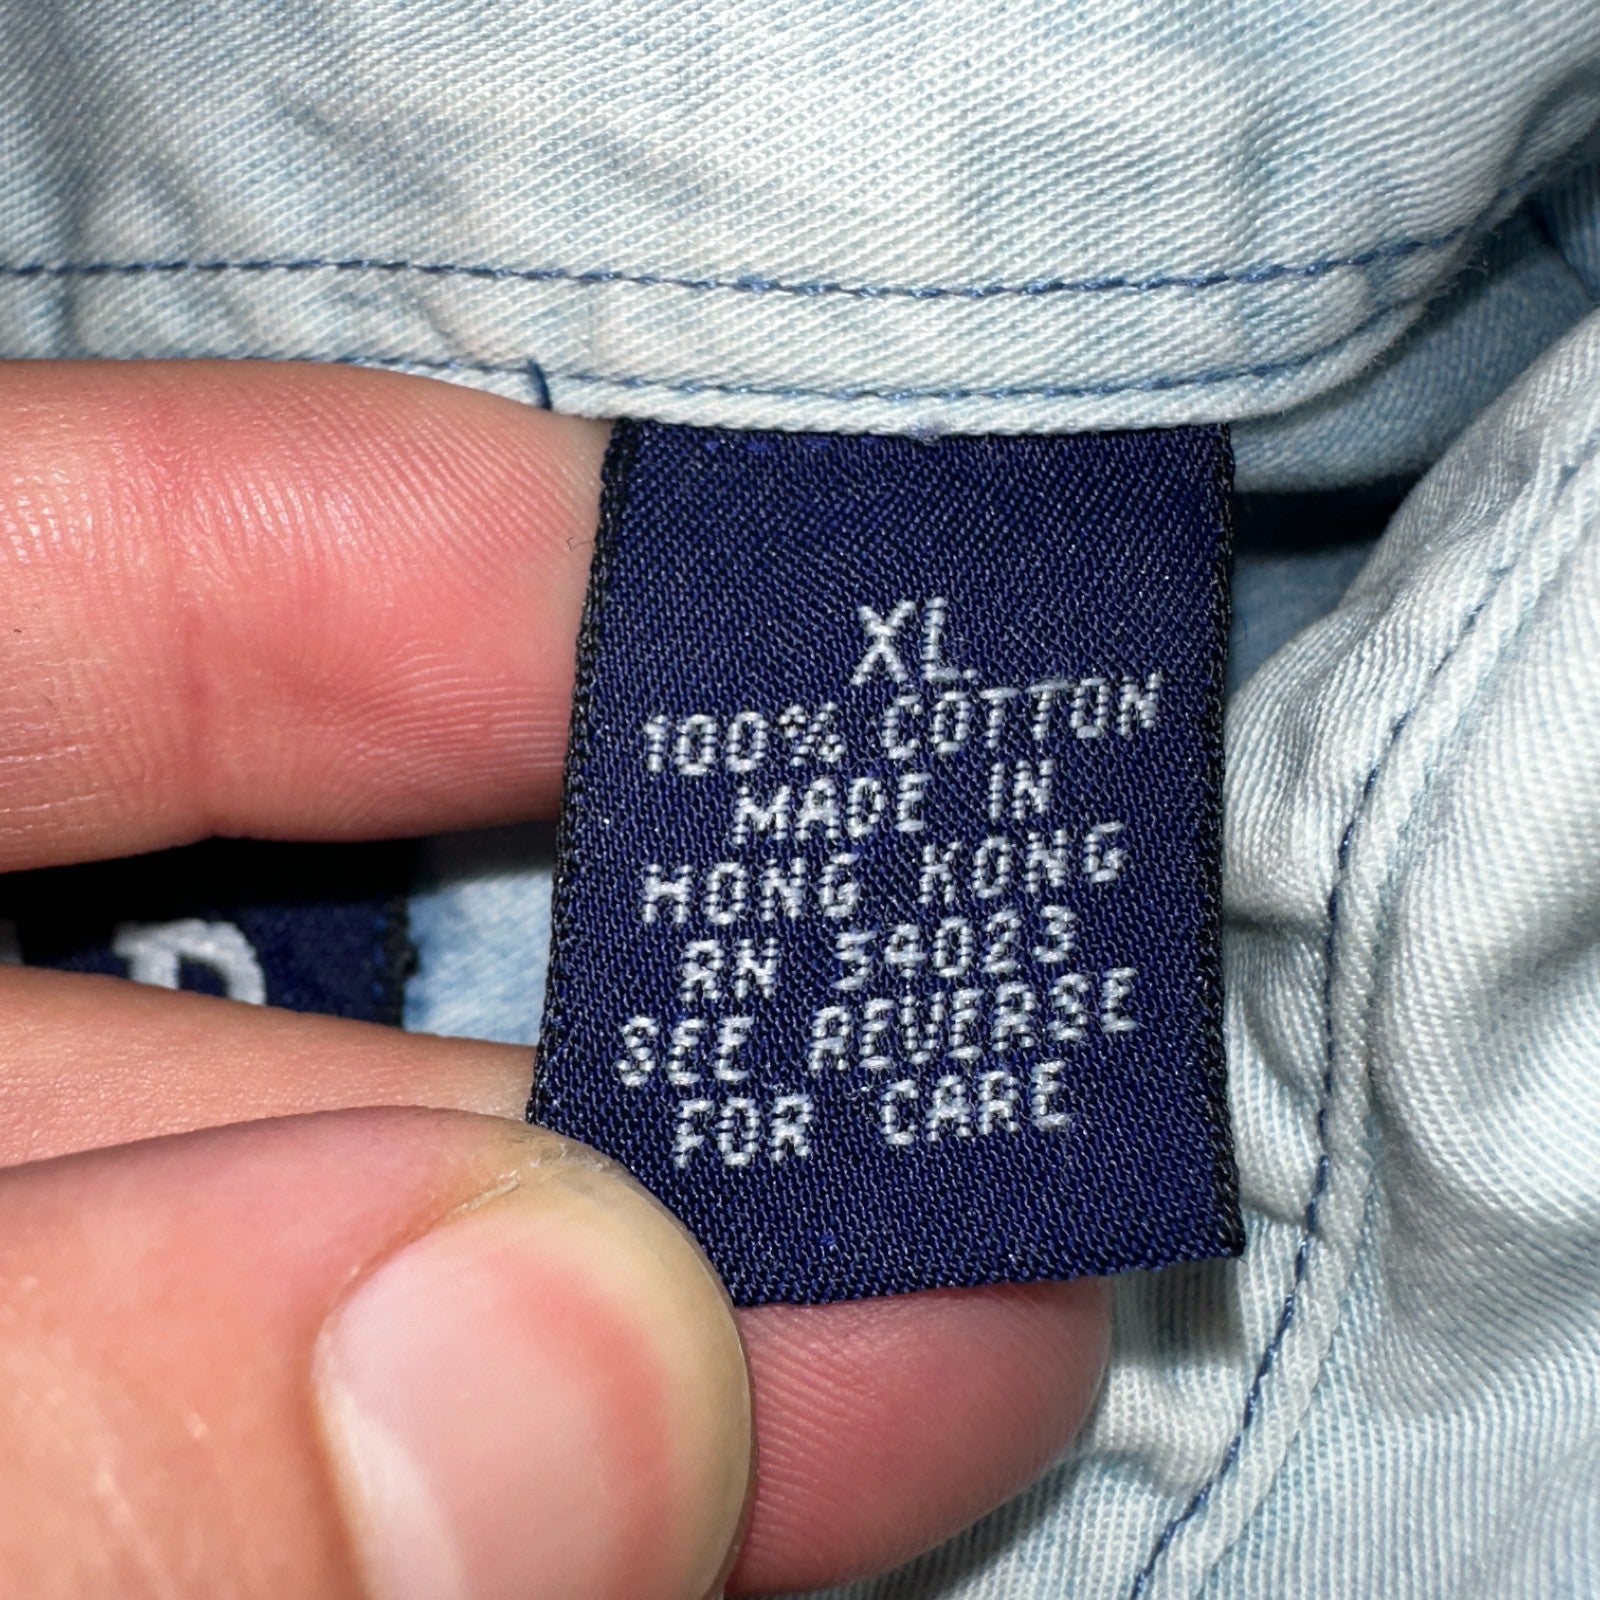 XL
100% COTTON
MADE IN
HONG KONG
RN 54023
SEE REVERSE
FOR CARE